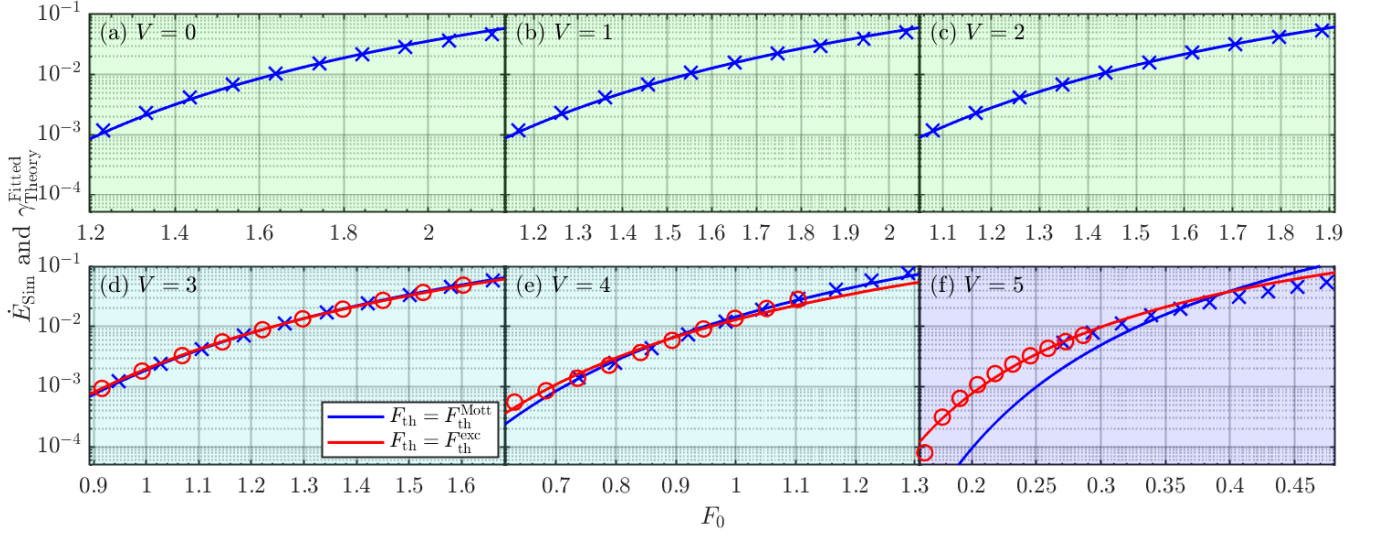 Ė_Sim and γ^Fitted_Theory
10^−1
10^−2
10^−3
10^−4
(a) V = 0
(b) V = 1
(c) V = 2
1.2 1.4 1.6 1.8 2
1.2 1.3 1.4 1.5 1.6 1.7 1.8 1.9 2
1.1 1.2 1.3 1.4 1.5 1.6 1.7 1.8 1.9
10^−1
10^−2
10^−3
10^−4
(d) V = 3
(e) V = 4
(f) V = 5
F_th = F_th^Mott
F_th = F_th^exc
0.9 1 1.1 1.2 1.3 1.4 1.5 1.6
0.7 0.8 0.9 1 1.1 1.2 1.3
0.2 0.25 0.3 0.35 0.4 0.45
F_0